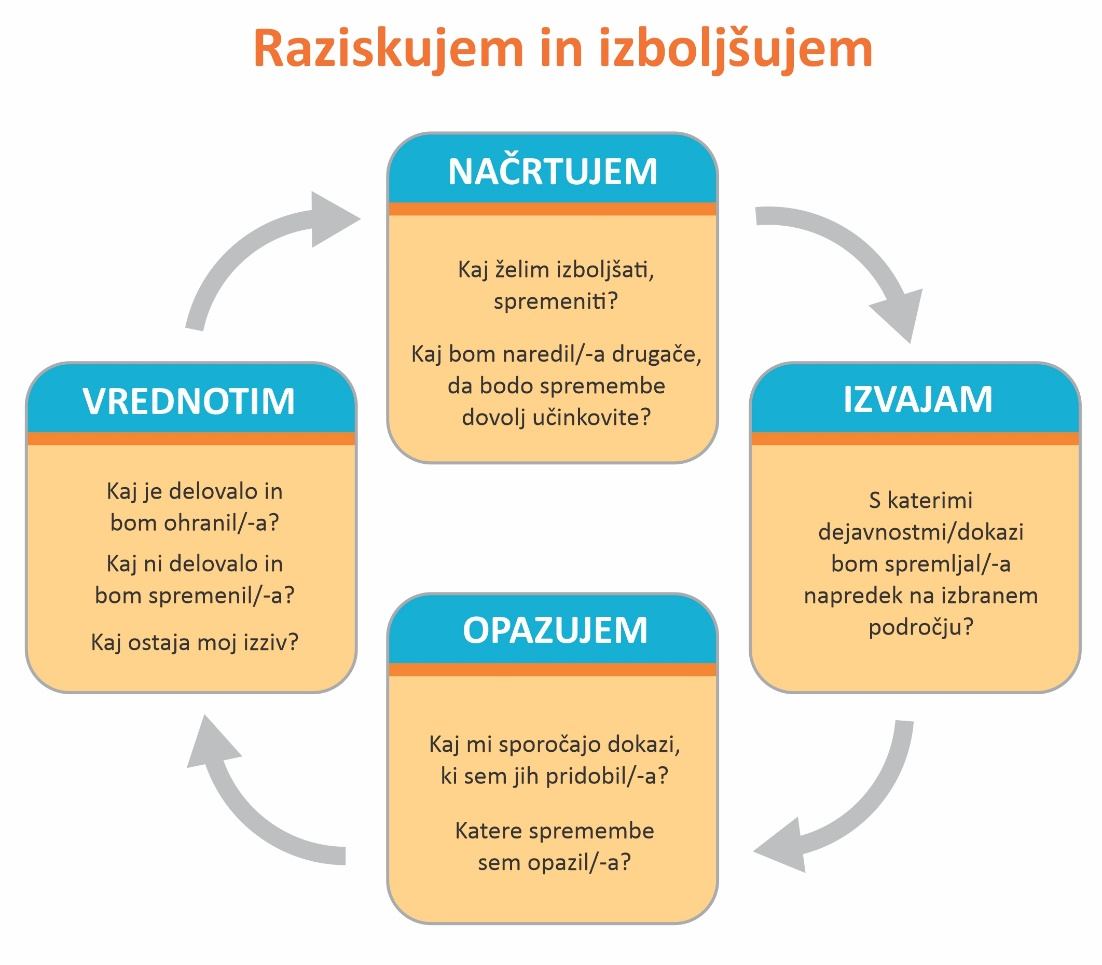 Raziskujem in izboljšujem
NAČRTUJEM
Kaj želim izboljšati,
spremeniti?
Kaj bom naredil/-a drugače,
da bodo spremembe
dovolj učinkovite?
IZVAJAM
S katerimi
dejavnostmi/dokazi
bom spremljal/-a
napredek na izbranem
področju?
OPAZUJEM
Kaj mi sporočajo dokazi,
ki sem jih pridobil/-a?
Katere spremembe
sem opazil/-a?
VREDNOTIM
Kaj je delovalo in
bom ohranil/-a?
Kaj ni delovalo in
bom spremenil/-a?
Kaj ostaja moj izziv?